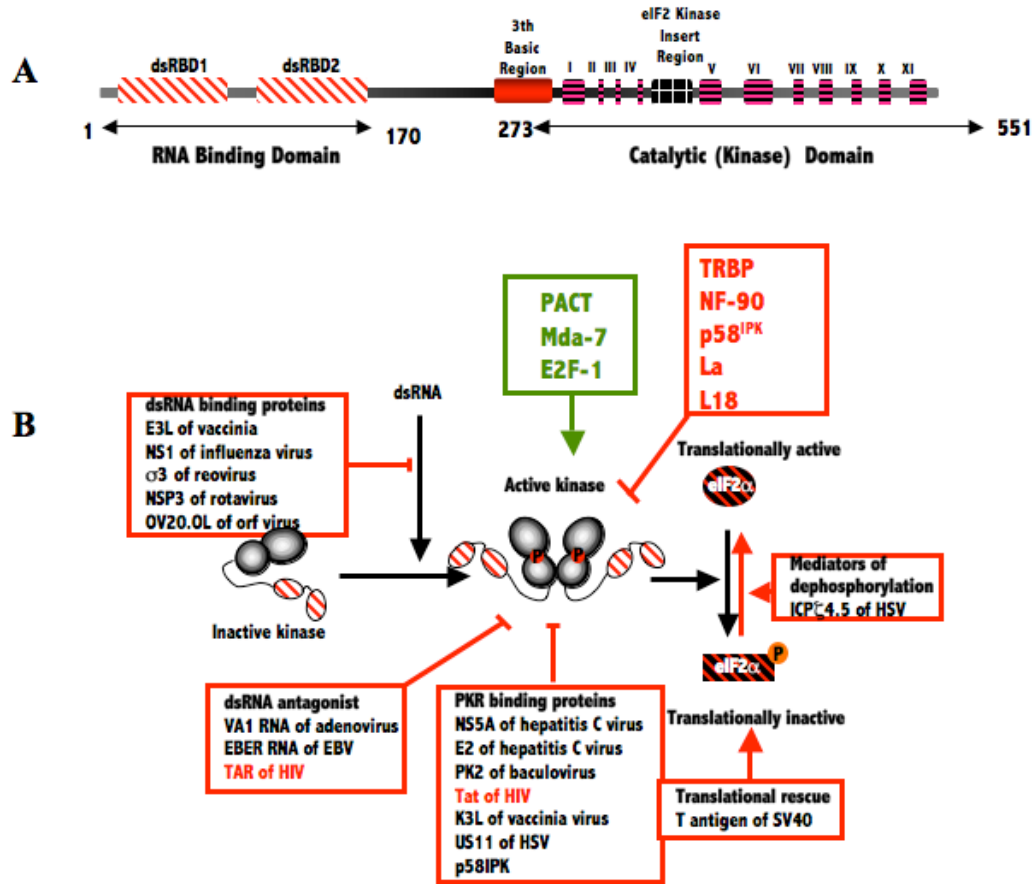 A
dsRBD1
dsRBD2
3th
Basic
Region
eIF2 Kinase
Insert
Region
I II III IV V VI VII VIII IX X XI
1
170
273
551
RNA Binding Domain
Catalytic (Kinase) Domain
B
dsRNA binding proteins
E3L of vaccinia
NS1 of influenza virus
σ3 of reovirus
NSP3 of rotavirus
OV20.OL of orf virus
dsRNA
PACT
Mda-7
E2F-1
TRBP
NF-90
p58IPK
La
L18
Inactive kinase
Active kinase
P P
Translationally active
eIF2α
Mediators of
dephosphorylation
ICPζ4.5 of HSV
eIF2α P
Translationally inactive
dsRNA antagonist
VA1 RNA of adenovirus
EBER RNA of EBV
TAR of HIV
PKR binding proteins
NS5A of hepatitis C virus
E2 of hepatitis C virus
PK2 of baculovirus
Tat of HIV
K3L of vaccinia virus
US11 of HSV
p58IPK
Translational rescue
T antigen of SV40